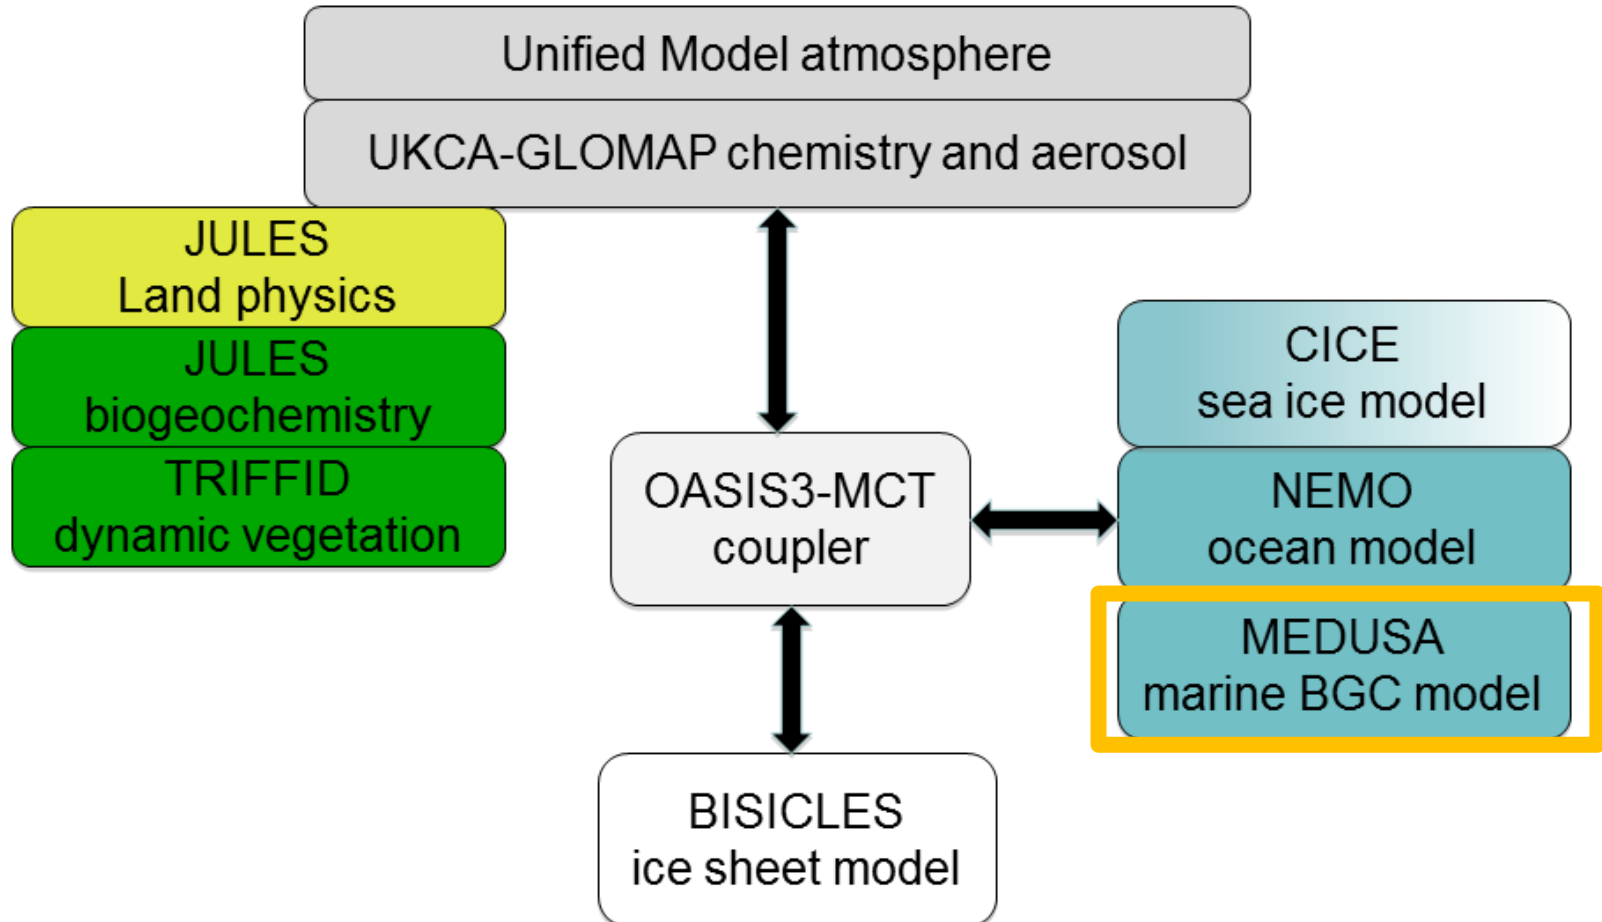 Unified Model atmosphere
UKCA-GLOMAP chemistry and aerosol
JULES
Land physics
JULES
biogeochemistry
TRIFFID
dynamic vegetation
OASIS3-MCT
coupler
CICE
sea ice model
NEMO
ocean model
MEDUSA
marine BGC model
BISICLES
ice sheet model